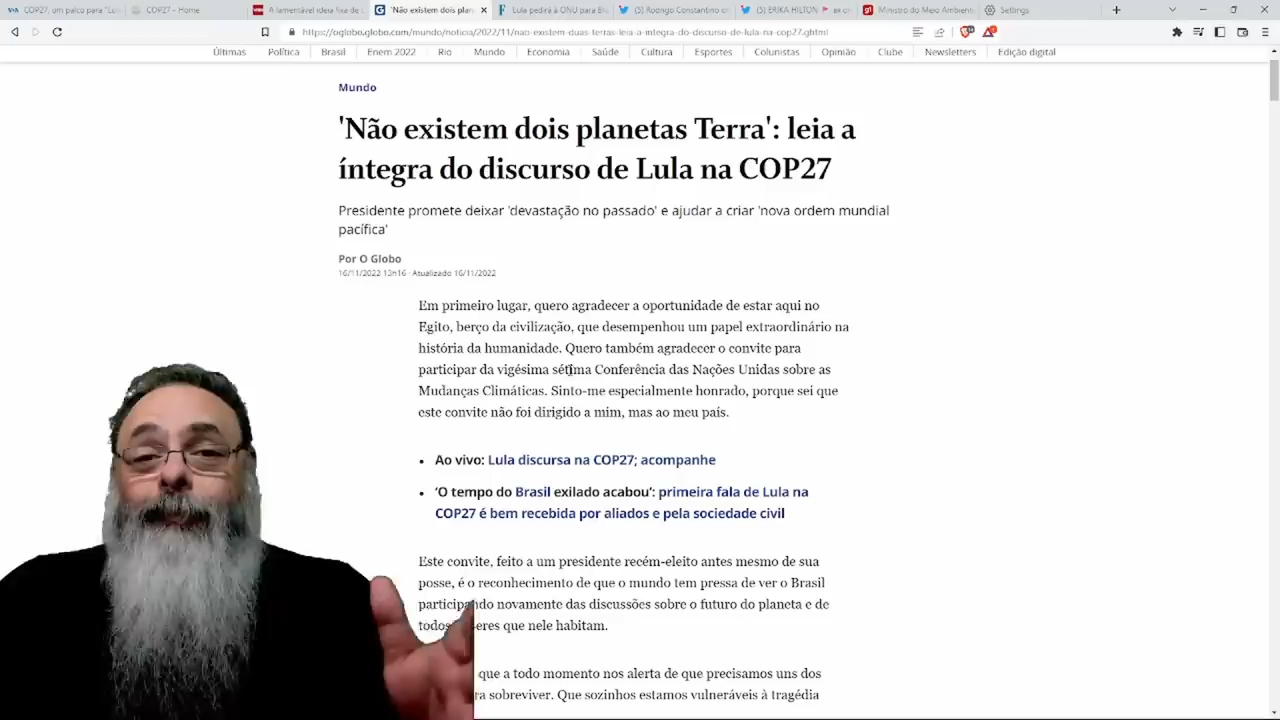 COP27, um palco para "Lul
COP27 - Home
A lamentável ideia fixa de L
'Não existem dois plan
Lula pedirá à ONU para Br
(5) Rodrigo Constantino on
(5) ERIKA HILTON
Ministro do Meio Ambient
Settings
https://oglobo.globo.com/mundo/noticia/2022/11/nao-existem-duas-terras-leia-a-integra-do-discurso-de-lula-na-cop27.ghtml
Últimas Política Brasil Enem 2022 Rio Mundo Economia Saúde Cultura Esportes Colunistas Opinião Clube Newsletters Edição digital
Mundo
'Não existem dois planetas Terra': leia a
íntegra do discurso de Lula na COP27
Presidente promete deixar 'devastação no passado' e ajudar a criar 'nova ordem mundial
pacífica'
Por O Globo
16/11/2022 13h16 · Atualizado 16/11/2022
Em primeiro lugar, quero agradecer a oportunidade de estar aqui no
Egito, berço da civilização, que desempenhou um papel extraordinário na
história da humanidade. Quero também agradecer o convite para
participar da vigésima sétima Conferência das Nações Unidas sobre as
Mudanças Climáticas. Sinto-me especialmente honrado, porque sei que
este convite não foi dirigido a mim, mas ao meu país.
• Ao vivo: Lula discursa na COP27; acompanhe
• 'O tempo do Brasil exilado acabou': primeira fala de Lula na
COP27 é bem recebida por aliados e pela sociedade civil
Este convite, feito a um presidente recém-eleito antes mesmo de sua
posse, é o reconhecimento de que o mundo tem pressa de ver o Brasil
participando novamente das discussões sobre o futuro do planeta e de
todos seres que nele habitam.
que a todo momento nos alerta de que precisamos uns dos
sobreviver. Que sozinhos estamos vulneráveis à tragédia